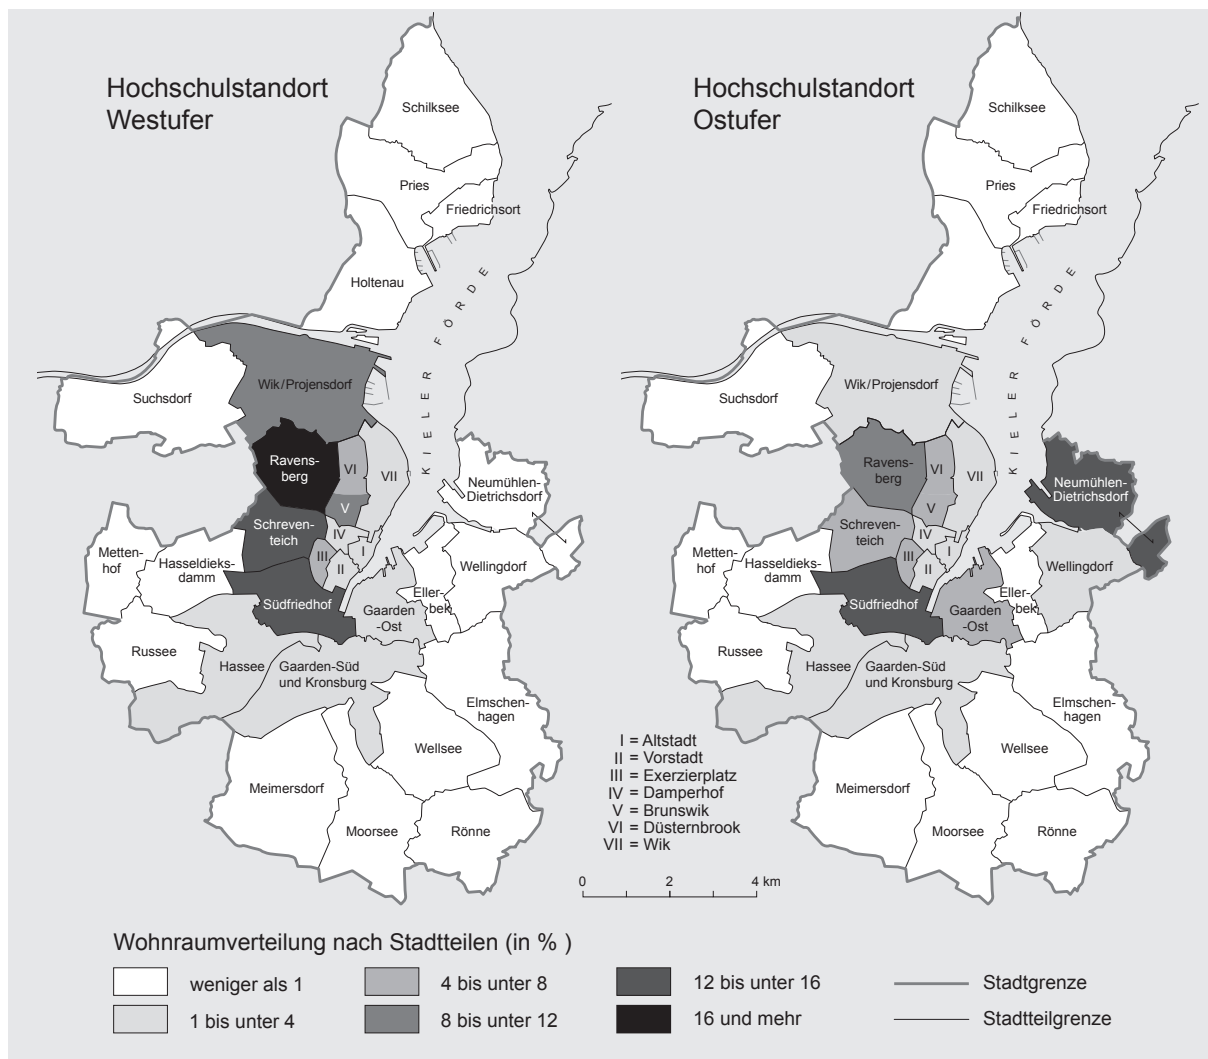 Hochschulstandort
Westufer
Schilksee
Pries
Friedrichsort
Holtenau
KIELER FÖRDE
Wik/Projensdorf
Suchsdorf
Ravens-
berg
VI
VII
V
Neumühlen-
Dietrichsdorf
Schreven-
teich
IV
III
I
II
Metten-
hof
Hasseldieks-
damm
Wellingdorf
Südfriedhof
Eller-
bek
Gaarden
-Ost
Russee
Hassee
Gaarden-Süd
und Kronsburg
Elmschen-
hagen
Wellsee
Meimersdorf
Moorsee
Rönne
Hochschulstandort
Ostufer
Schilksee
Pries
Friedrichsort
Holtenau
KIELER FÖRDE
Wik/Projensdorf
Suchsdorf
Ravens-
berg
VI
VII
V
Neumühlen-
-Dietrichsdorf
Schreven-
teich
IV
III
I
II
Metten-
hof
Hasseldieks-
damm
Wellingdorf
Südfriedhof
Eller-
bek
Gaarden
-Ost
Russee
Hassee
Gaarden-Süd
und Kronsburg
Elmschen-
hagen
Wellsee
Meimersdorf
Moorsee
Rönne
I = Altstadt
II = Vorstadt
III = Exerzierplatz
IV = Damperhof
V = Brunswik
VI = Düsternbrook
VII = Wik
0 2 4 km
Wohnraumverteilung nach Stadtteilen (in % )
weniger als 1
4 bis unter 8
12 bis unter 16
Stadtgrenze
1 bis unter 4
8 bis unter 12
16 und mehr
Stadtteilgrenze